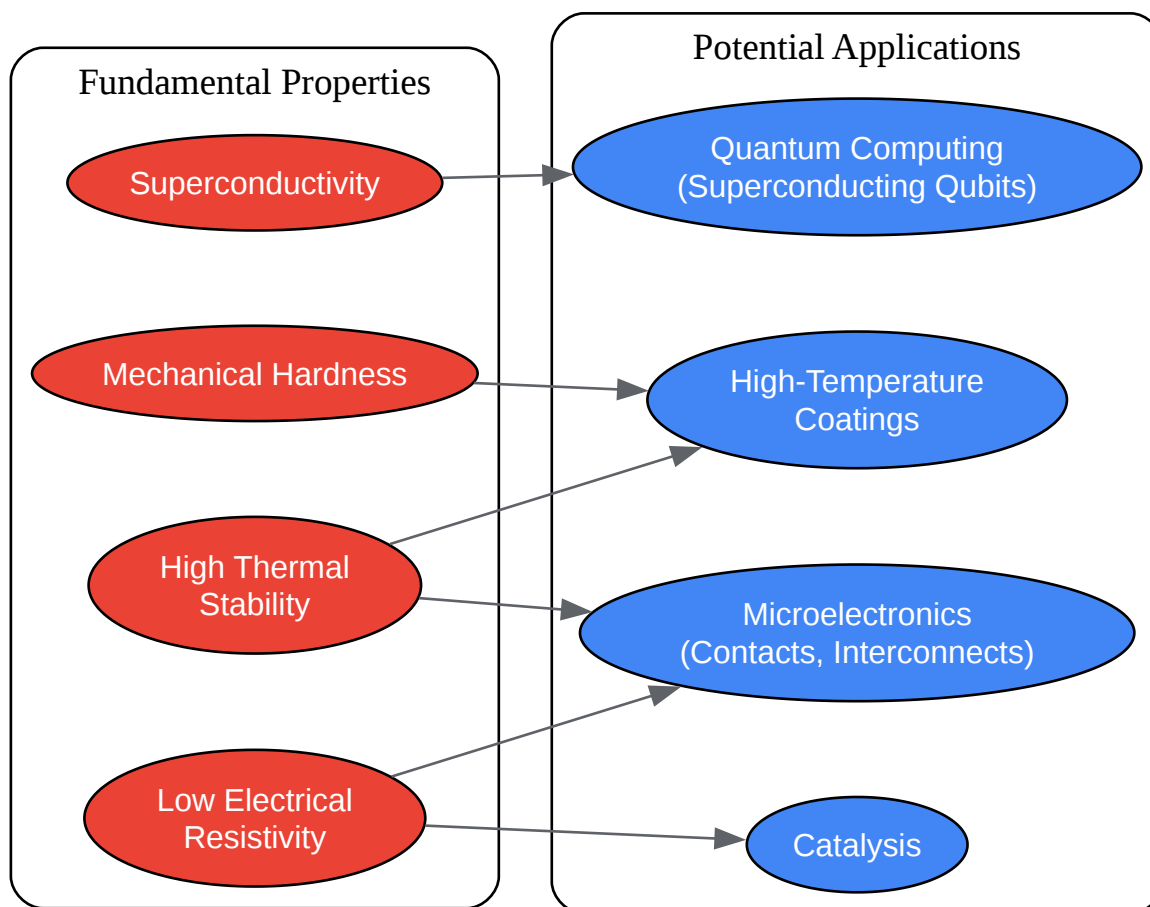 Fundamental Properties
Superconductivity
Mechanical Hardness
High Thermal
Stability
Low Electrical
Resistivity
Potential Applications
Quantum Computing
(Superconducting Qubits)
High-Temperature
Coatings
Microelectronics
(Contacts, Interconnects)
Catalysis